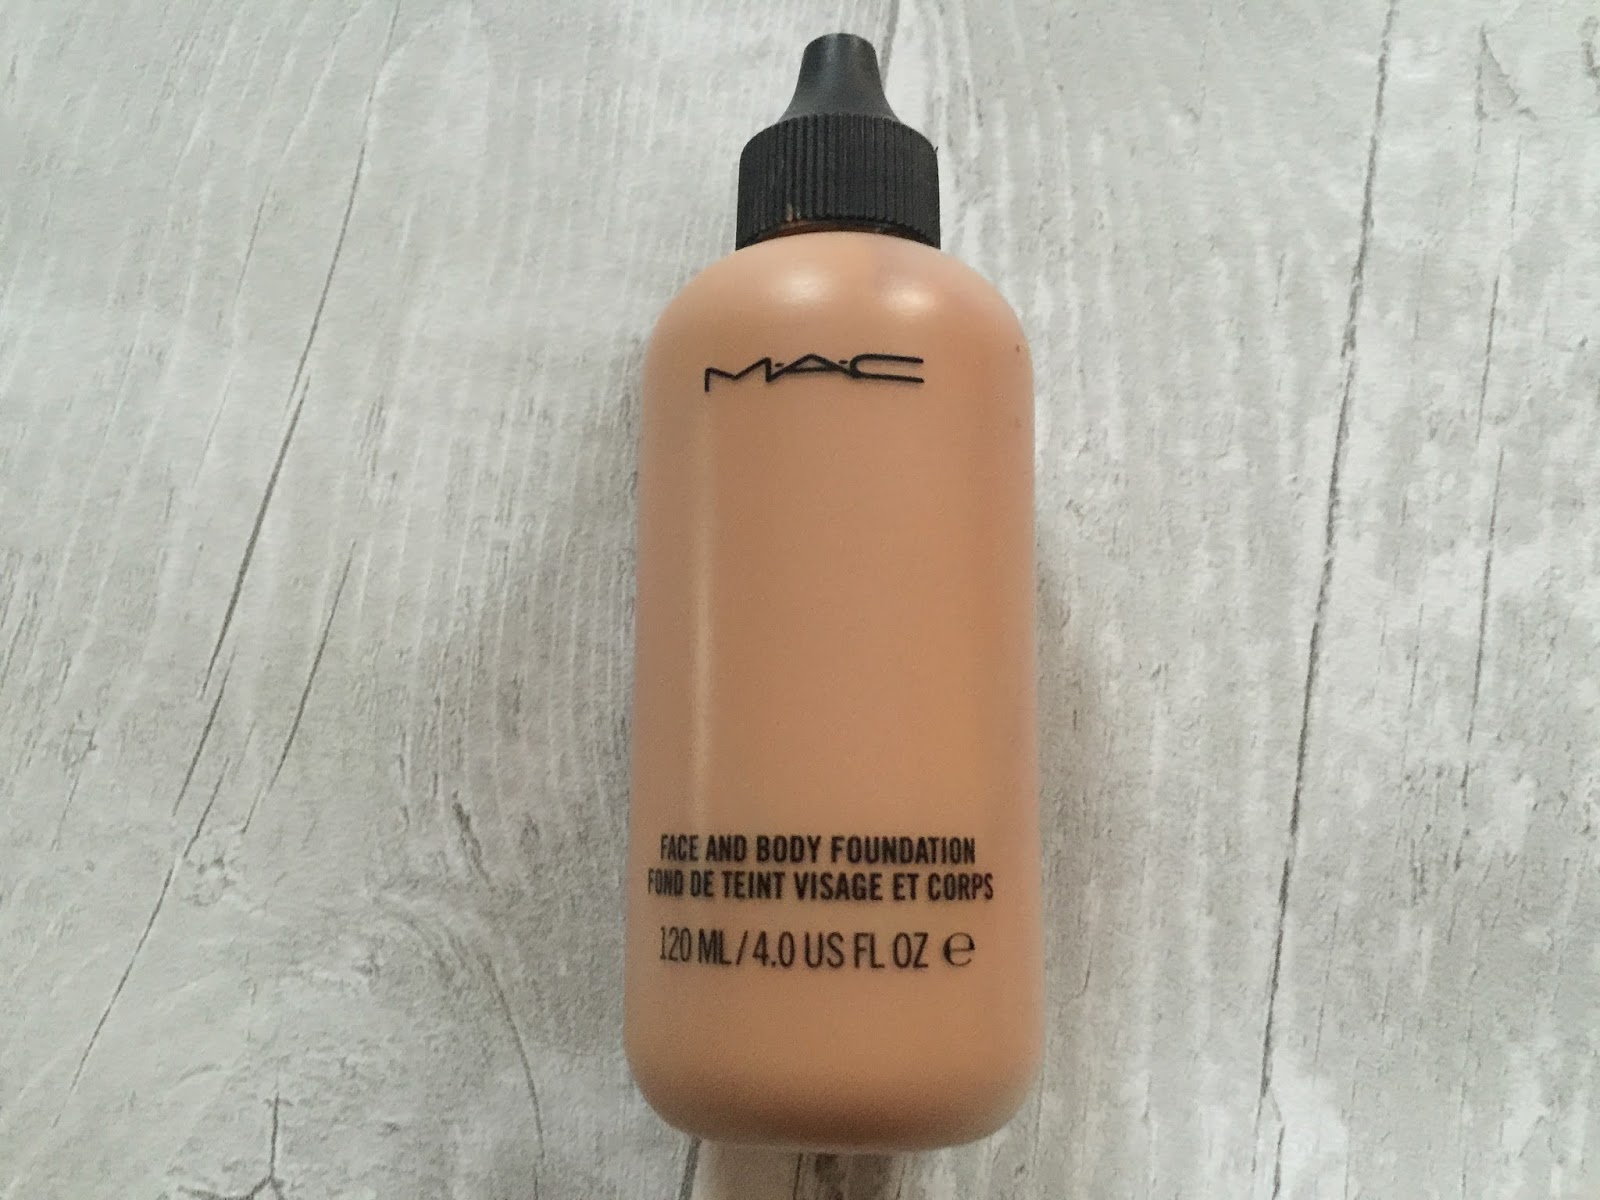 M·A·C
FACE AND BODY FOUNDATION
FOND DE TEINT VISAGE ET CORPS
120 ML / 4.0 US FL OZ ℮